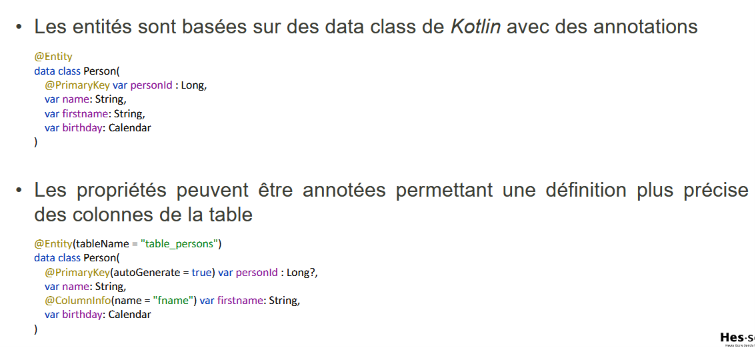 • Les entités sont basées sur des data class de Kotlin avec des annotations
@Entity
data class Person(
@PrimaryKey var personId : Long,
var name: String,
var firstname: String,
var birthday: Calendar
)
• Les propriétés peuvent être annotées permettant une définition plus précise
des colonnes de la table
@Entity(tableName = "table_persons")
data class Person(
@PrimaryKey(autoGenerate = true) var personId : Long?,
var name: String,
@ColumnInfo(name = "fname") var firstname: String,
var birthday: Calendar
)